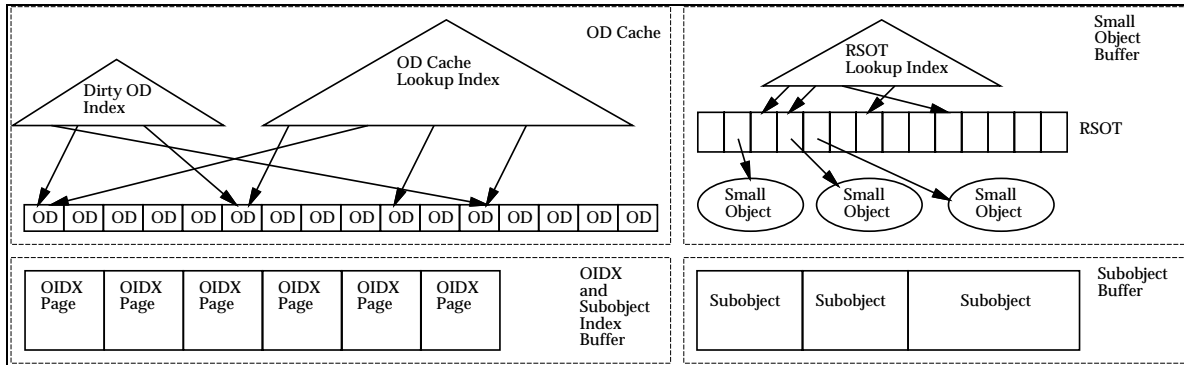 OD Cache
Dirty OD
Index
OD Cache
Lookup Index
OD OD OD OD OD OD OD OD OD OD OD OD OD OD OD OD
Small
Object
Buffer
RSOT
Lookup Index
RSOT
Small
Object
Small
Object
Small
Object
OIDX
Page
OIDX
Page
OIDX
Page
OIDX
Page
OIDX
Page
OIDX
Page
OIDX
and
Subobject
Index
Buffer
Subobject
Subobject
Subobject
Subobject
Buffer